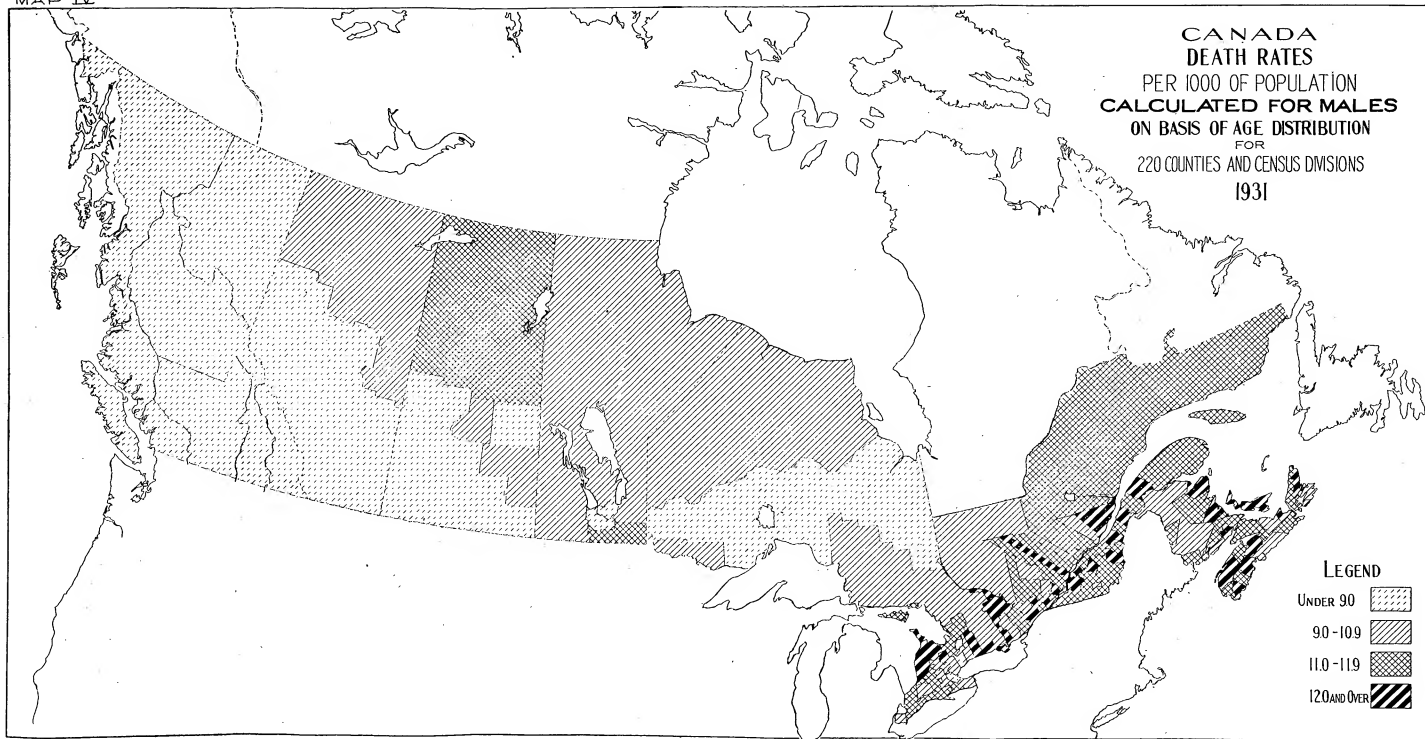 MAP IV
CANADA
DEATH RATES
PER 1000 OF POPULATION
CALCULATED FOR MALES
ON BASIS OF AGE DISTRIBUTION
FOR
220 COUNTIES AND CENSUS DIVISIONS
1931
LEGEND
UNDER 9.0
9.0 - 10.9
11.0 - 11.9
12.0 AND OVER